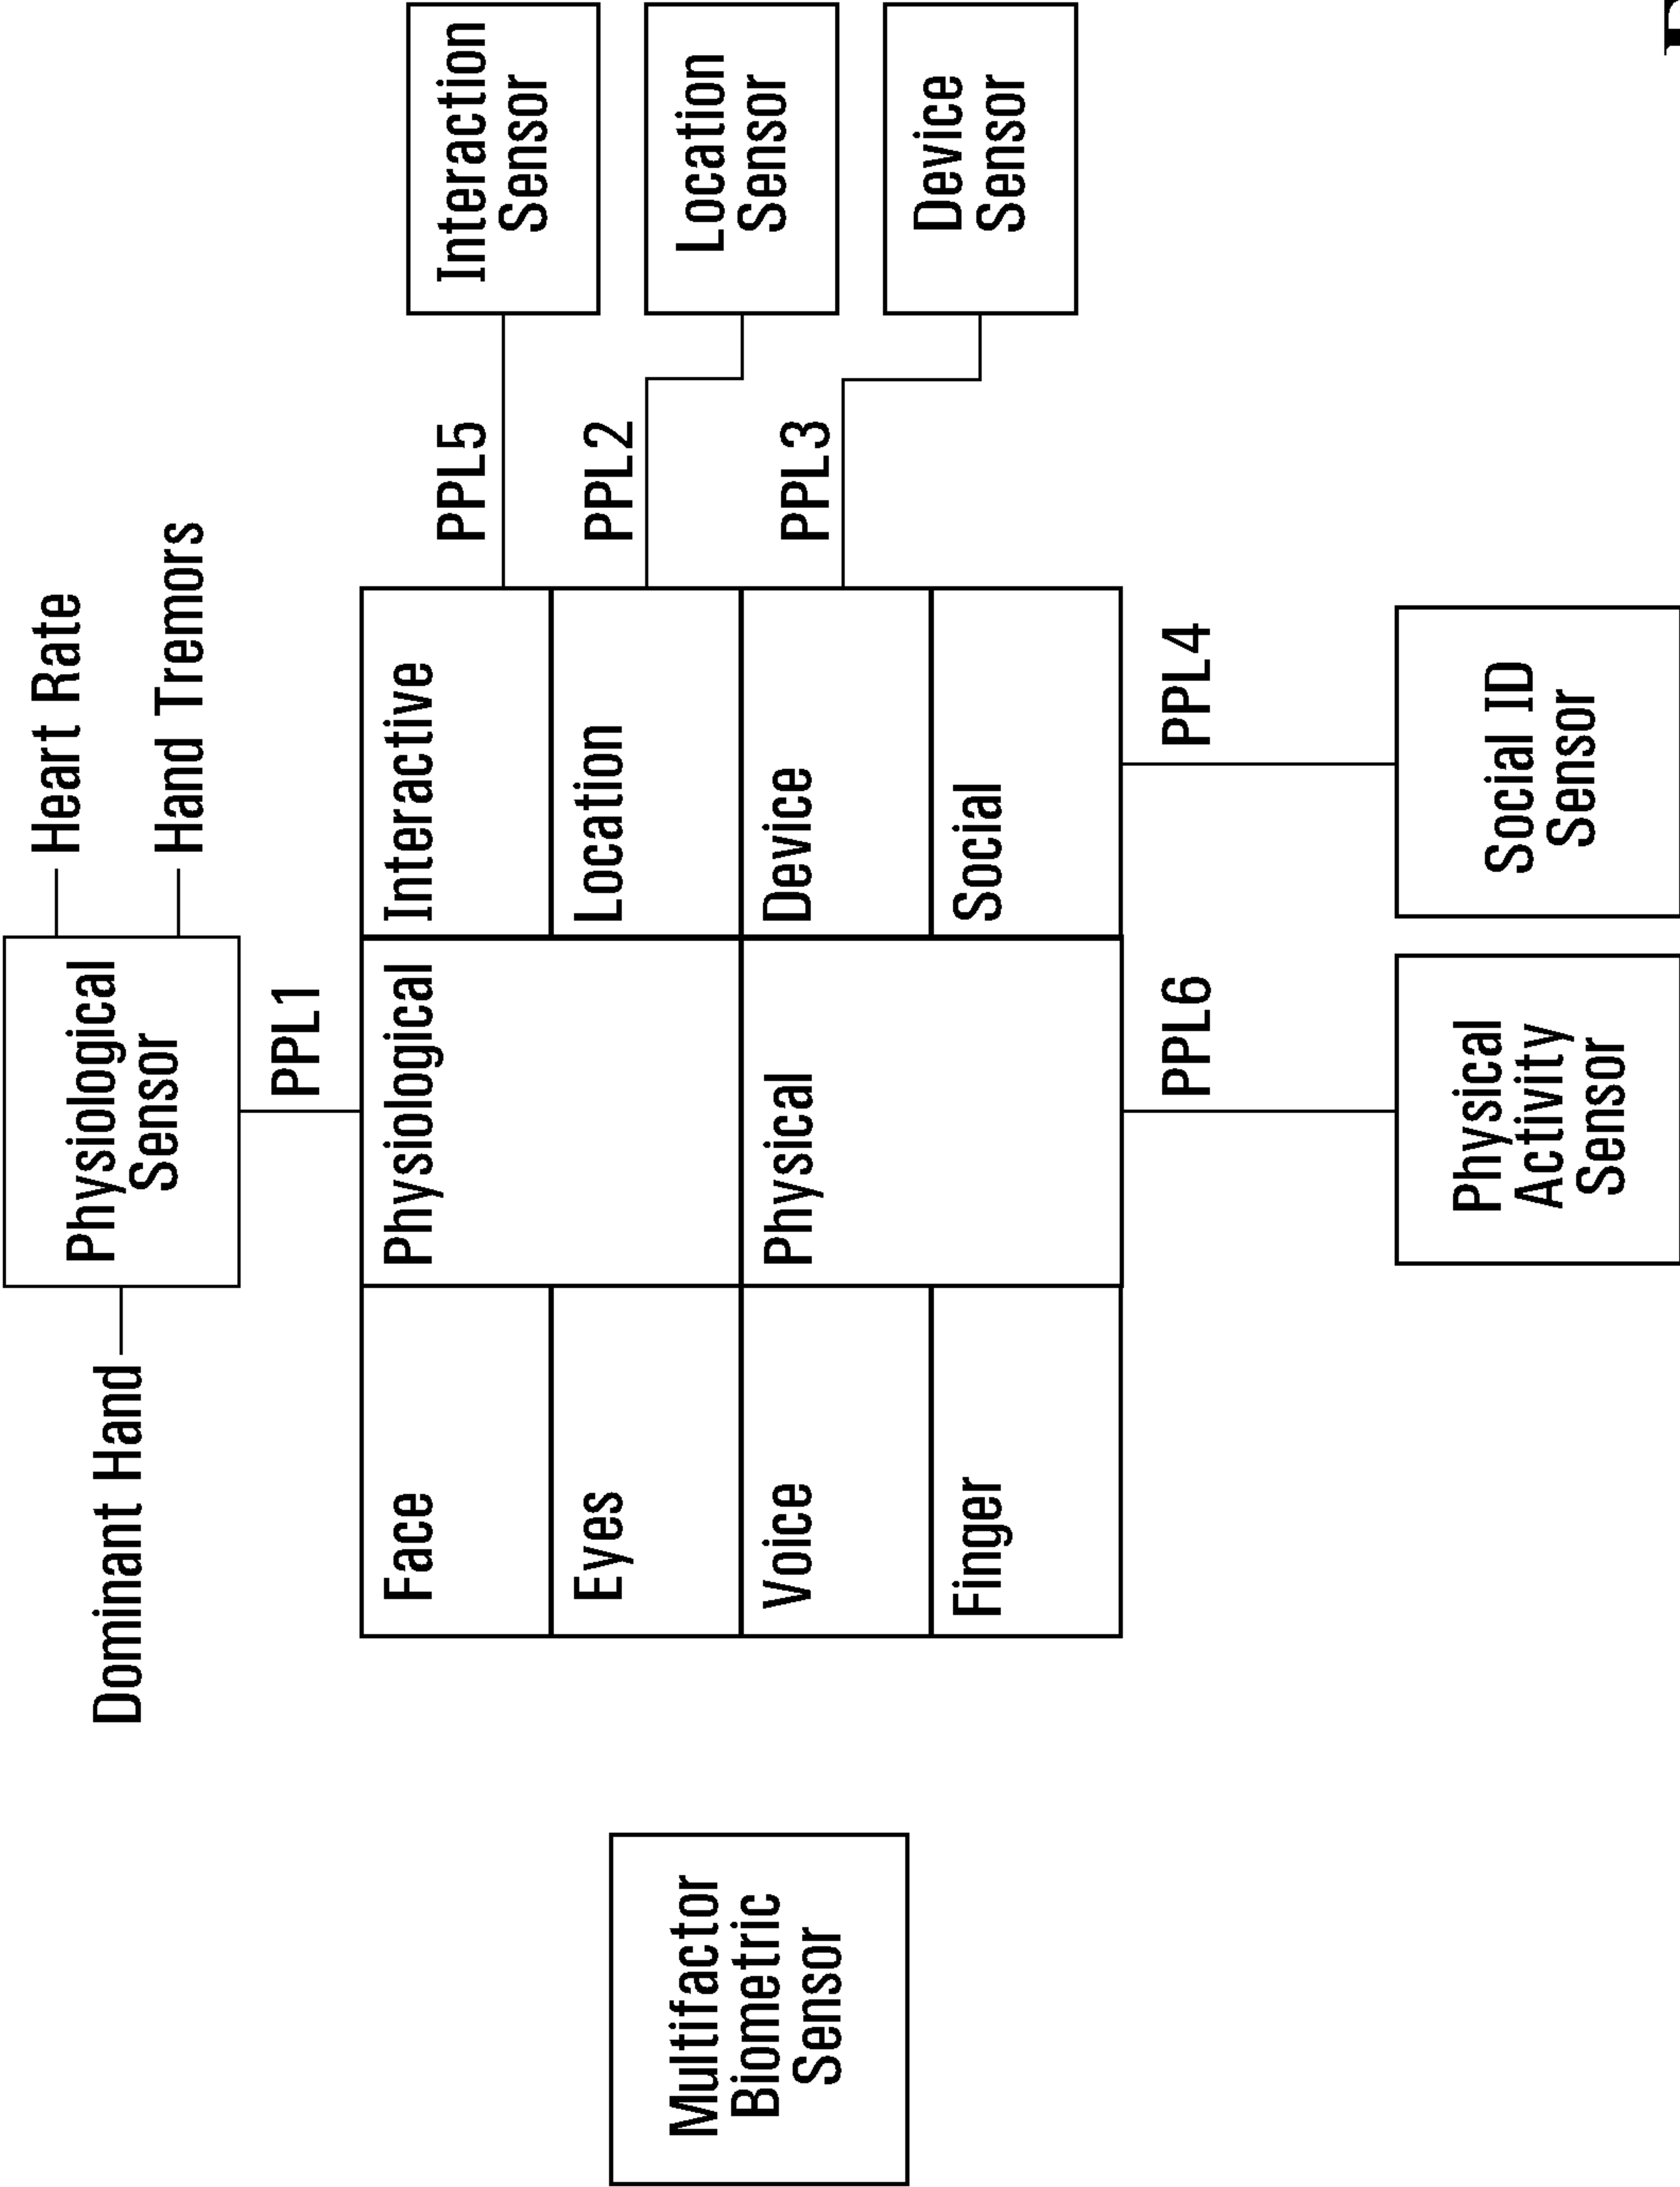 Dominant Hand
Physiological
Sensor
Heart Rate
Hand Tremors
PPL1
Face
Eyes
Voice
Finger
Physiological
Physical
Interactive
Location
Device
Social
PPL5
PPL2
PPL3
Interaction
Sensor
Location
Sensor
Device
Sensor
Multifactor
Biometric
Sensor
PPL6
PPL4
Physical
Activity
Sensor
Social ID
Sensor